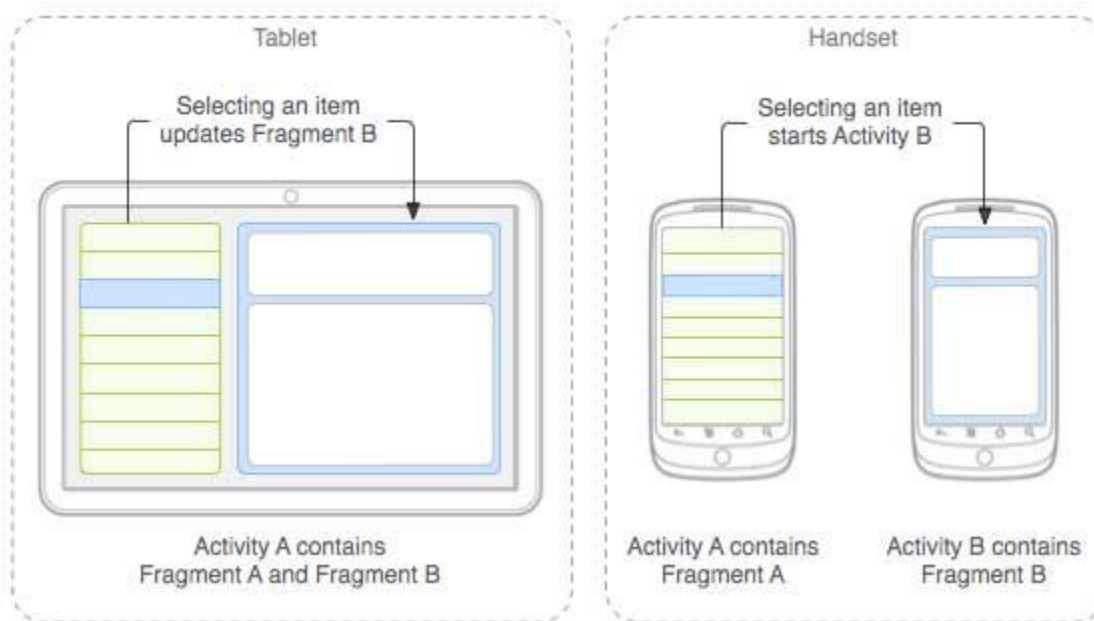 Tablet
Selecting an item
updates Fragment B
Activity A contains
Fragment A and Fragment B
Handset
Selecting an item
starts Activity B
Activity A contains
Fragment A
Activity B contains
Fragment B